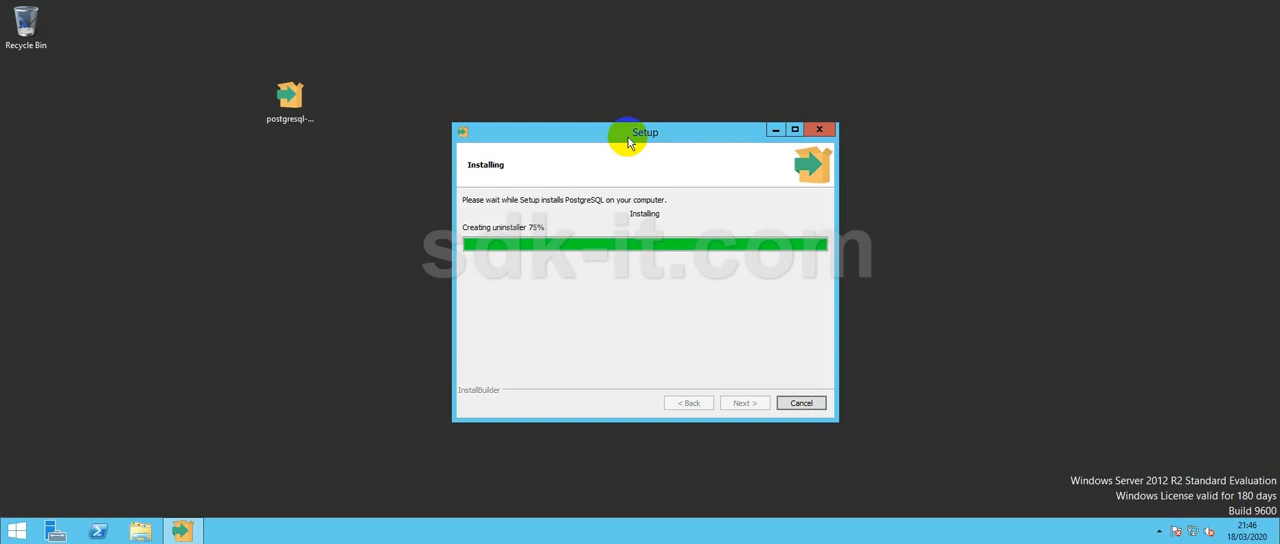 Recycle Bin
postgresql-...
Setup
Installing
Please wait while Setup installs PostgreSQL on your computer.
Installing
Creating uninstaller 75%
sdk-it.com
InstallBuilder
< Back
Next >
Cancel
Windows Server 2012 R2 Standard Evaluation
Windows License valid for 180 days
Build 9600
21:46
18/03/2020